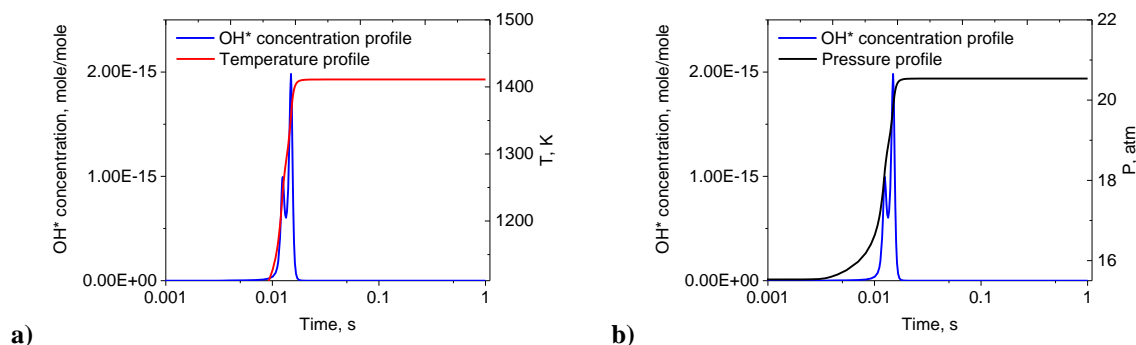 OH* concentration profile
Temperature profile
OH* concentration, mole/mole
2.00E-15
1.00E-15
0.00E+00
1500
1400
1300
1200
T, K
0.001
0.01
0.1
1
Time, s
a)
OH* concentration profile
Pressure profile
OH* concentration, mole/mole
2.00E-15
1.00E-15
0.00E+00
22
20
18
16
P, atm
0.001
0.01
0.1
1
Time, s
b)